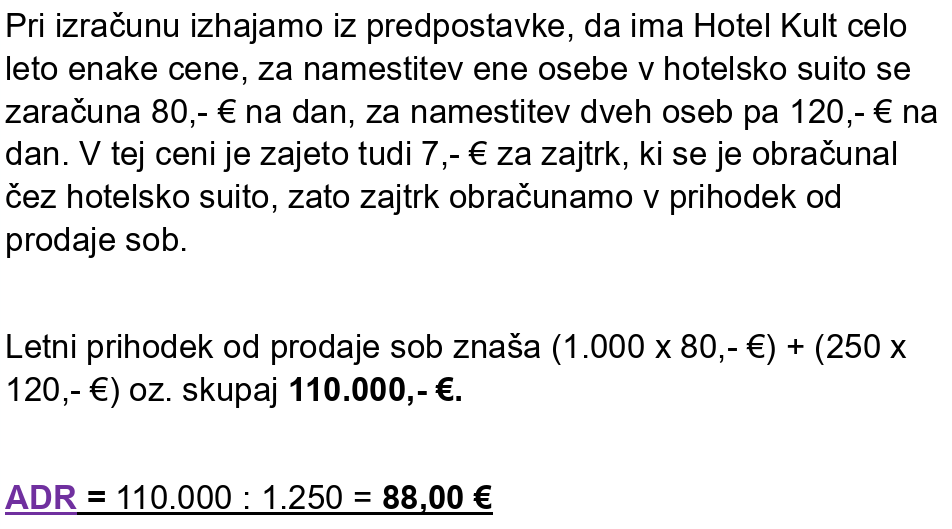 Pri izračunu izhajamo iz predpostavke, da ima Hotel Kult celo
leto enake cene, za namestitev ene osebe v hotelsko suito se
zaračuna 80,- € na dan, za namestitev dveh oseb pa 120,- € na
dan. V tej ceni je zajeto tudi 7,- € za zajtrk, ki se je obračunal
čez hotelsko suito, zato zajtrk obračunamo v prihodek od
prodaje sob.
Letni prihodek od prodaje sob znaša (1.000 x 80,- €) + (250 x
120,- €) oz. skupaj 110.000,- €.
ADR = 110.000 : 1.250 = 88,00 €